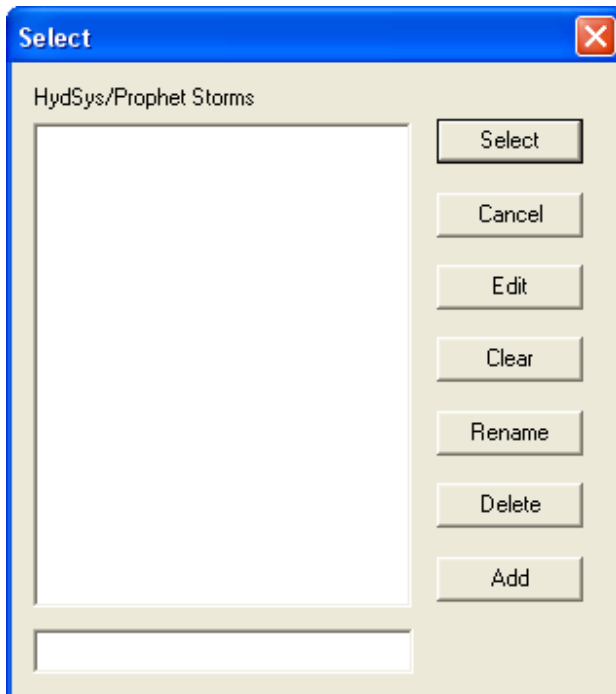 Select
HydSys/Prophet Storms
Select
Cancel
Edit
Clear
Rename
Delete
Add